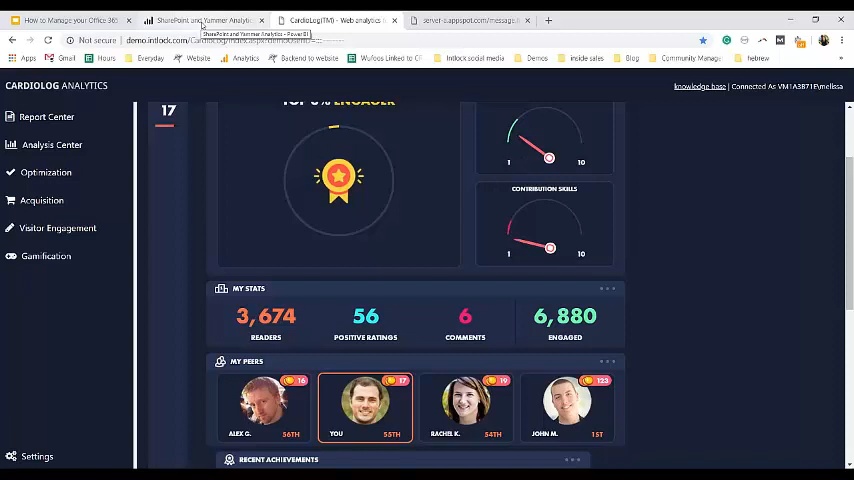 How to Manage your Office 365
SharePoint and Yammer Analytics
CardioLog(TM) - Web analytics
server-a.appspot.com/message.
SharePoint and Yammer Analytics - Power BI
Not secure
Apps
Gmail
Hours
Everyday
Website
Analytics
Backend to website
Wufoos Linked to CF
Intlock social media
Demos
inside sales
Blog
Community Manag
hebrew
CARDIOLOG ANALYTICS
knowledge base | Connected As VM1A3B71E\melissa
Report Center
Analysis Center
Optimization
Acquisition
Visitor Engagement
Gamification
Settings
17
ENGAGER
1
10
CONTRIBUTION SKILLS
1
10
MY STATS
3,674
READERS
56
POSITIVE RATINGS
6
COMMENTS
6,880
ENGAGED
MY PEERS
16
ALEX G.
56TH
17
YOU
55TH
19
RACHEL K.
54TH
123
JOHN M.
1ST
RECENT ACHIEVEMENTS